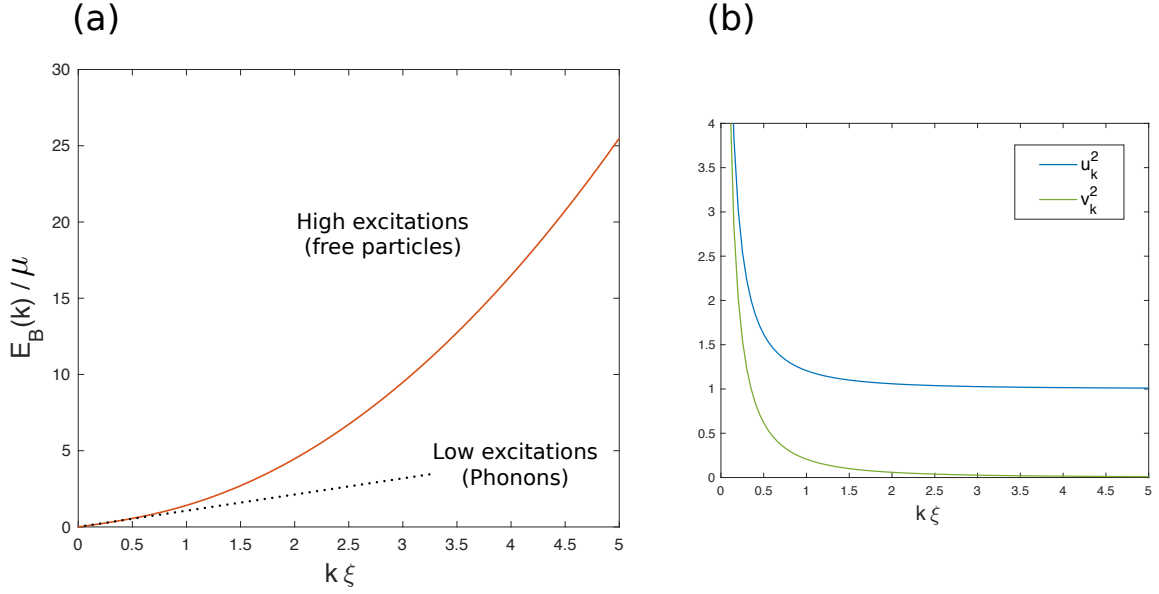 (a)
30
25
20
15
10
5
0
E_B(k) / μ
High excitations
(free particles)
Low excitations
(Phonons)
0 0.5 1 1.5 2 2.5 3 3.5 4 4.5 5
k ξ
(b)
4
3.5
3
2.5
2
1.5
1
0.5
0
u_k^2
v_k^2
0 0.5 1 1.5 2 2.5 3 3.5 4 4.5 5
k ξ